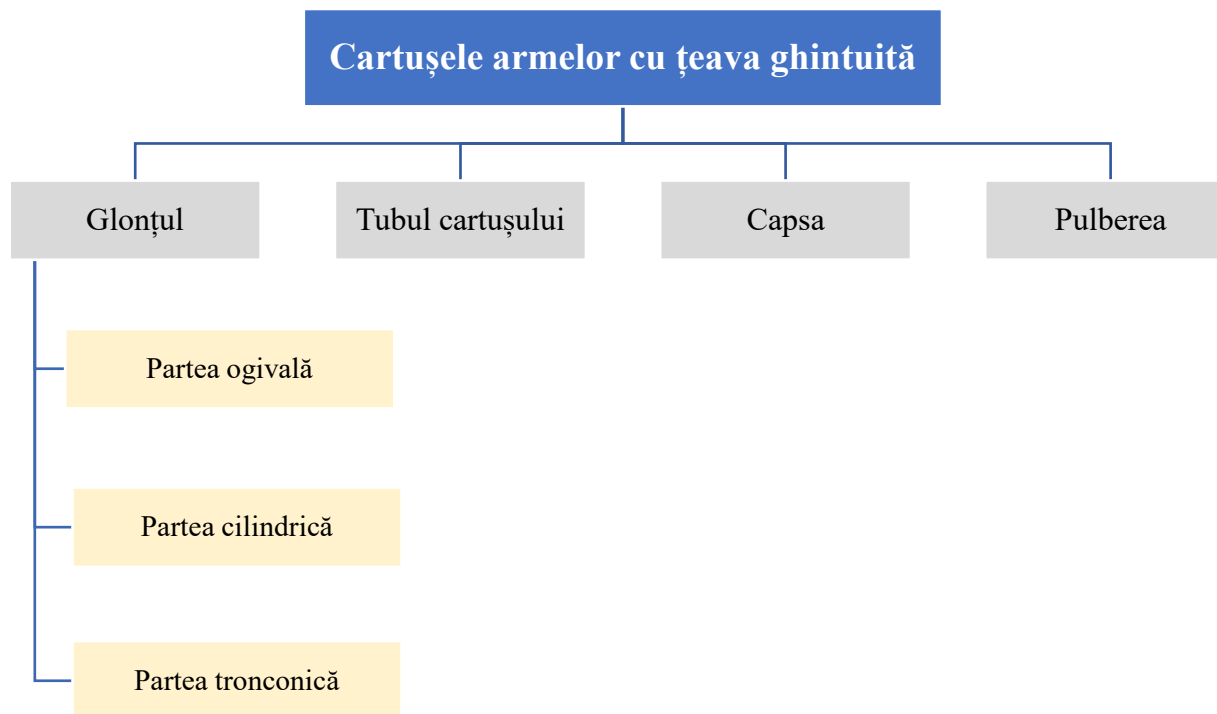 Cartușele armelor cu țeava ghintuită
Glonțul
Tubul cartușului
Capsa
Pulberea
Partea ogivală
Partea cilindrică
Partea tronconică